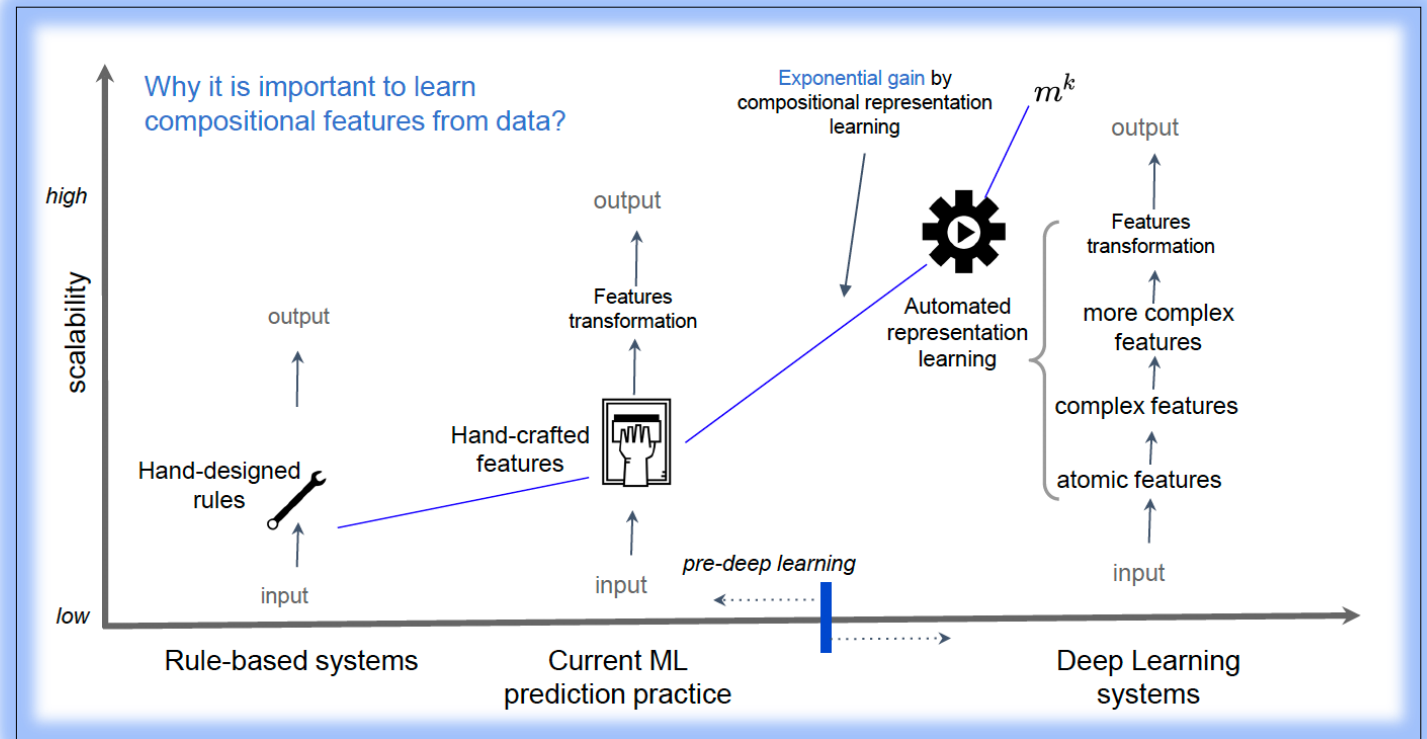 Why it is important to learn
compositional features from data?
Exponential gain by
compositional representation
learning
m^k
high
scalability
low
output
Hand-designed
rules
input
output
Features
transformation
Hand-crafted
features
input
pre-deep learning
Automated
representation
learning
output
Features
transformation
more complex
features
complex features
atomic features
input
Rule-based systems
Current ML
prediction practice
Deep Learning
systems